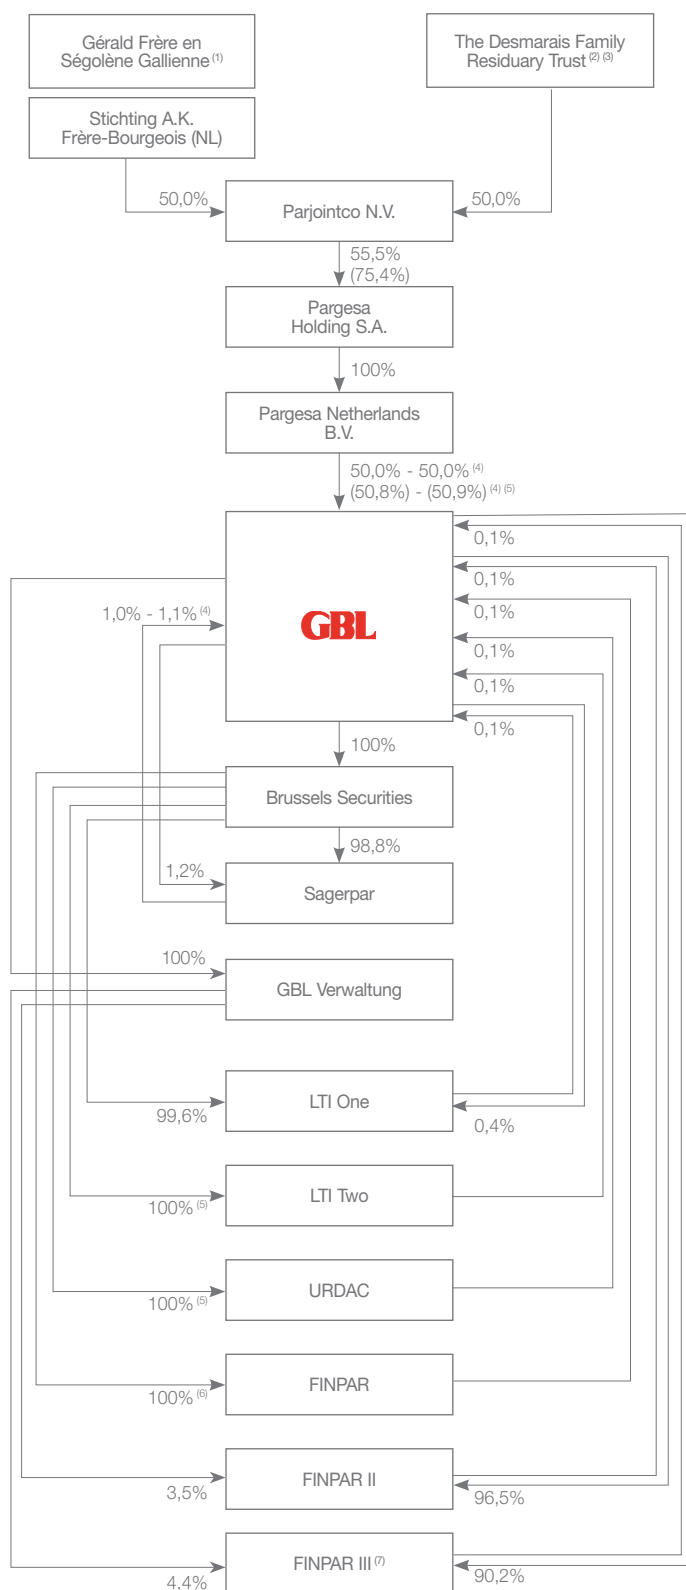 Gérald Frère en
Ségolène Gallienne (1)
The Desmarais Family
Residuary Trust (2) (3)
Stichting A.K.
Frère-Bourgeois (NL)
50,0%
Parjointco N.V.
50,0%
55,5%
(75,4%)
Pargesa
Holding S.A.
100%
Pargesa Netherlands
B.V.
50,0% - 50,0% (4)
(50,8%) - (50,9%) (4) (5)
0,1%
0,1%
1,0% - 1,1% (4)
GBL
0,1%
0,1%
0,1%
0,1%
100%
Brussels Securities
98,8%
1,2%
Sagerpar
100%
GBL Verwaltung
LTI One
99,6%
0,4%
LTI Two
100% (5)
URDAC
100% (5)
FINPAR
100% (6)
FINPAR II
3,5%
96,5%
FINPAR III (7)
4,4%
90,2%